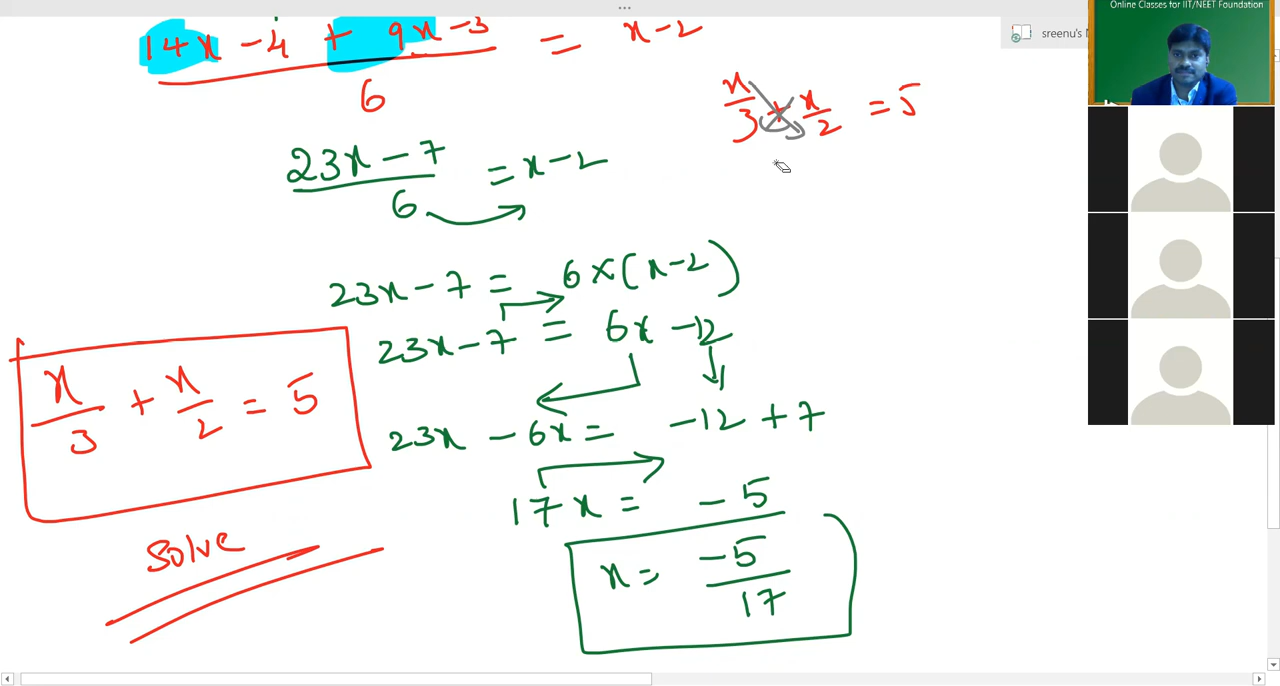 Online Classes for IIT/NEET Foundation
sreenu's
14x - 4 + 9x - 3 = x - 2
6
x/3 + x/2 = 5
23x - 7 = x - 2
6
23x - 7 = 6 × (x - 2)
23x - 7 = 6x - 12
23x - 6x = -12 + 7
17x = -5
x = -5/17
x/3 + x/2 = 5
Solve